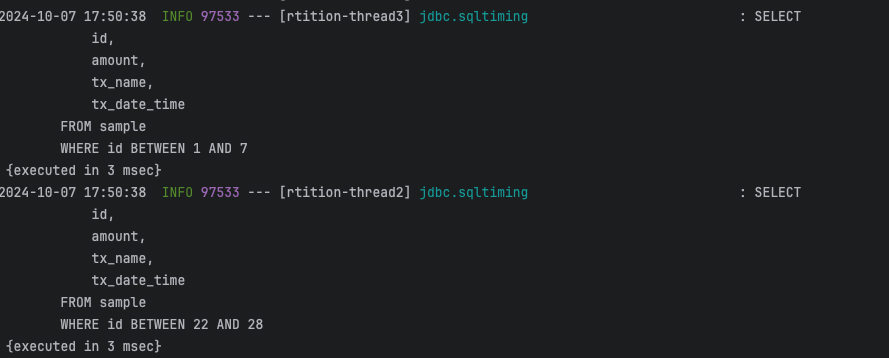 2024-10-07 17:50:38  INFO 97533 --- [rtition-thread3] jdbc.sqltiming                           : SELECT
id,
amount,
tx_name,
tx_date_time
FROM sample
WHERE id BETWEEN 1 AND 7
{executed in 3 msec}
2024-10-07 17:50:38  INFO 97533 --- [rtition-thread2] jdbc.sqltiming                           : SELECT
id,
amount,
tx_name,
tx_date_time
FROM sample
WHERE id BETWEEN 22 AND 28
{executed in 3 msec}